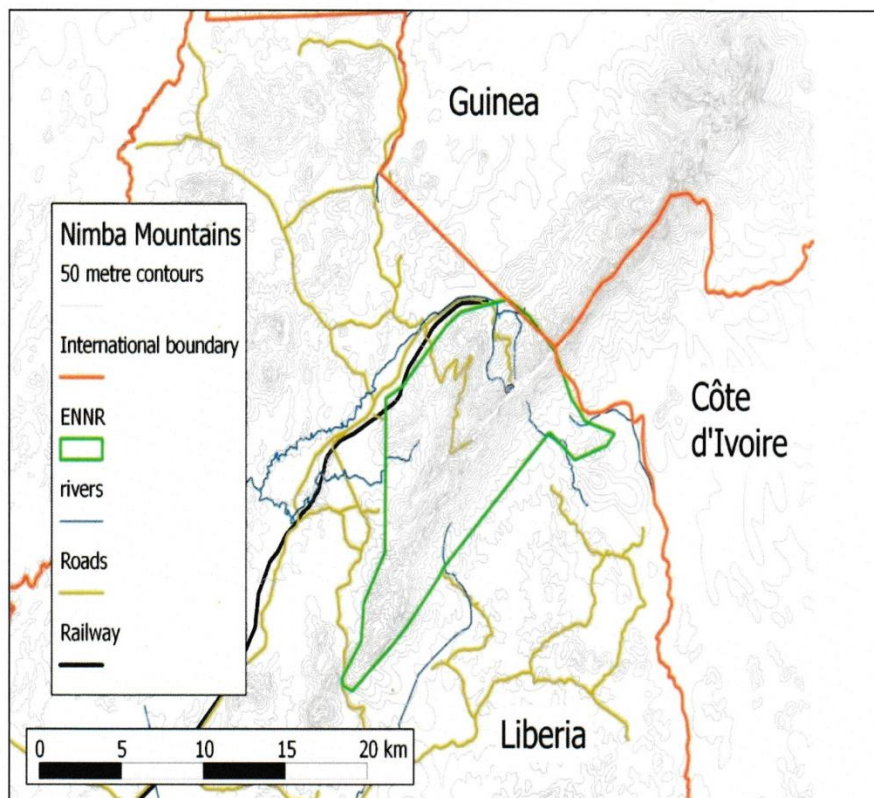 Guinea
Nimba Mountains
50 metre contours
International boundary
ENNR
rivers
Roads
Railway
Côte
d'Ivoire
Liberia
0 5 10 15 20 km